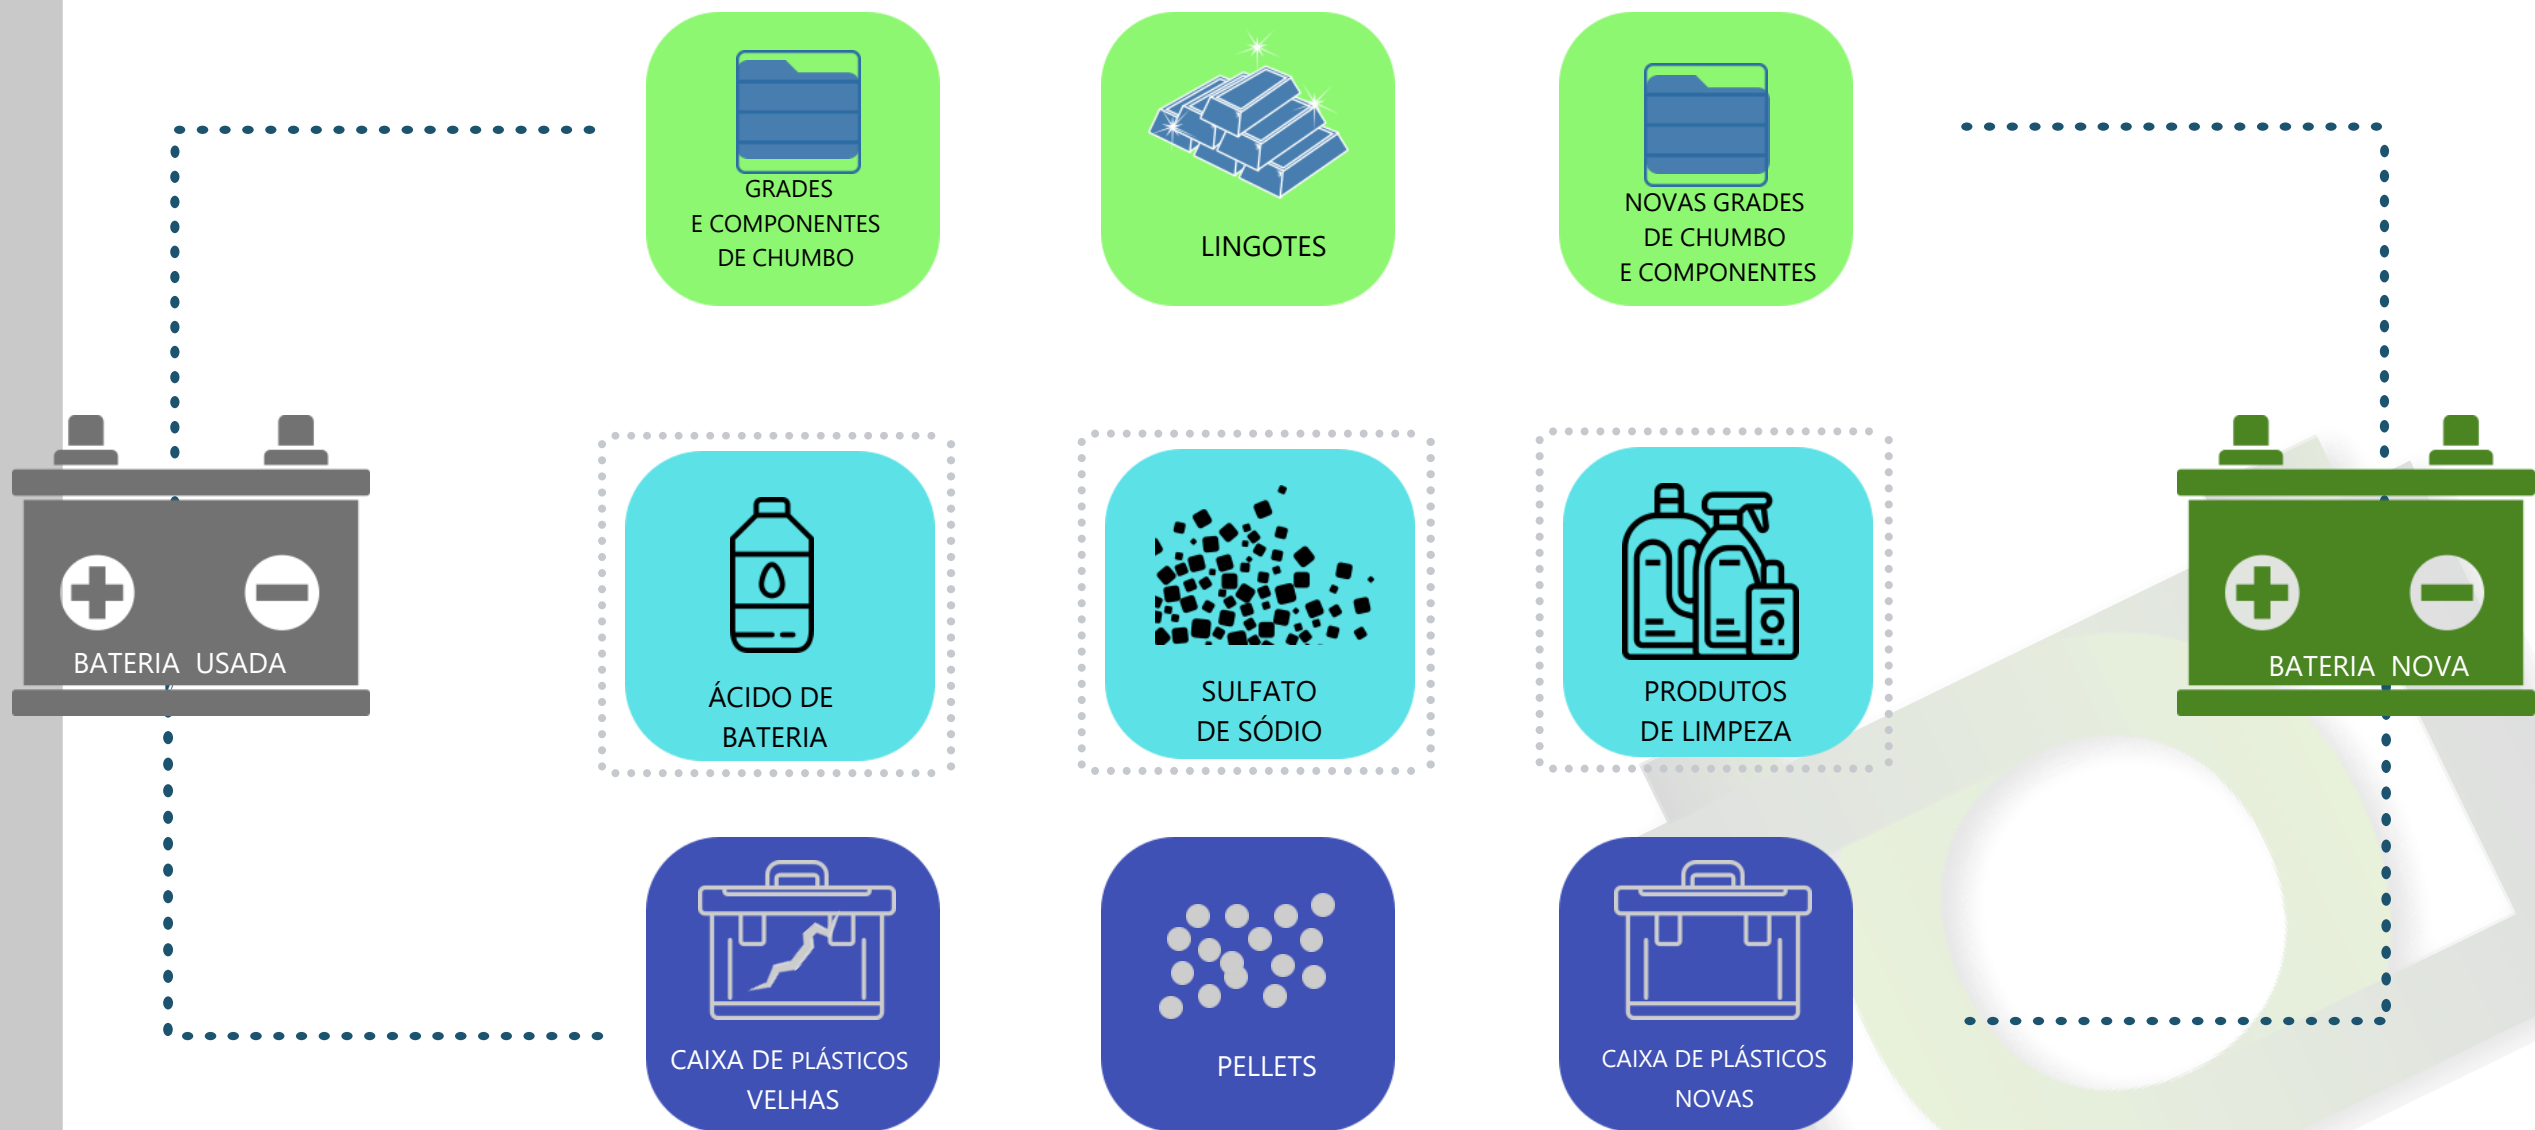 GRADES
E COMPONENTES
DE CHUMBO
LINGOTES
NOVAS GRADES
DE CHUMBO
E COMPONENTES
BATERIA USADA
ÁCIDO DE
BATERIA
SULFATO
DE SÓDIO
PRODUTOS
DE LIMPEZA
BATERIA NOVA
CAIXA DE PLÁSTICOS
VELHAS
PELLETS
CAIXA DE PLÁSTICOS
NOVAS